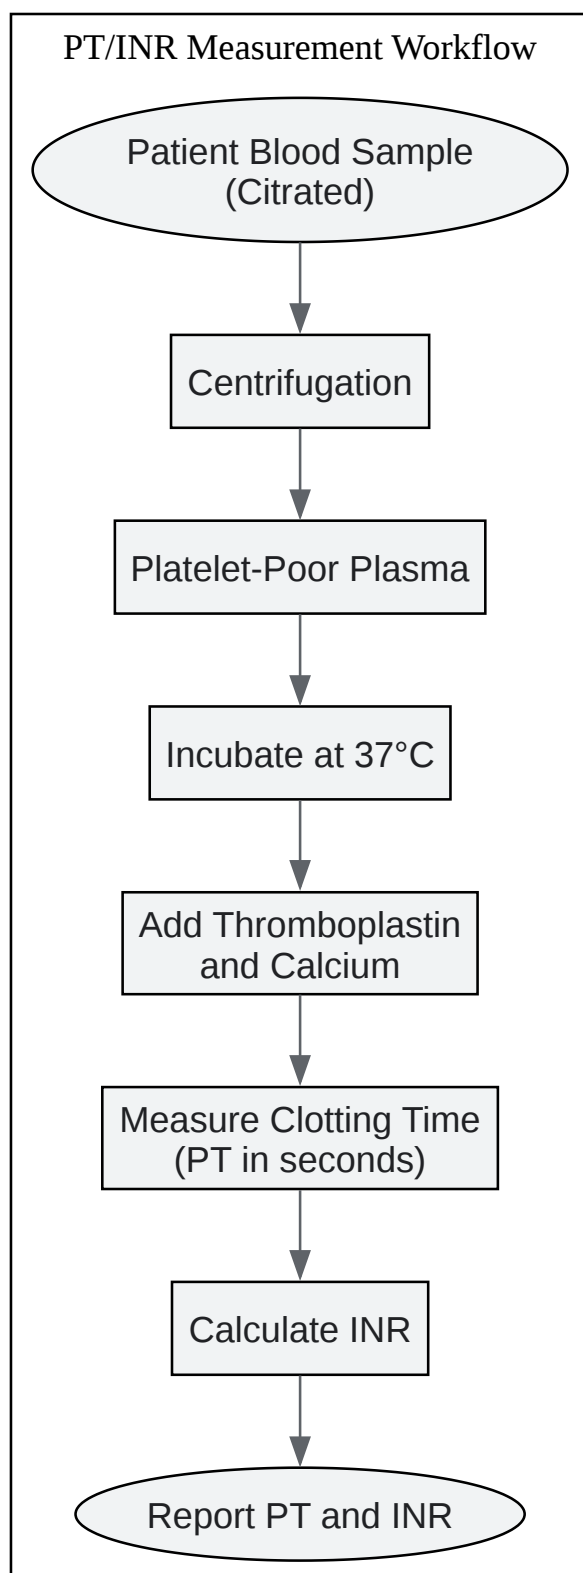 PT/INR Measurement Workflow
Patient Blood Sample
(Citrated)
Centrifugation
Platelet-Poor Plasma
Incubate at 37°C
Add Thromboplastin
and Calcium
Measure Clotting Time
(PT in seconds)
Calculate INR
Report PT and INR